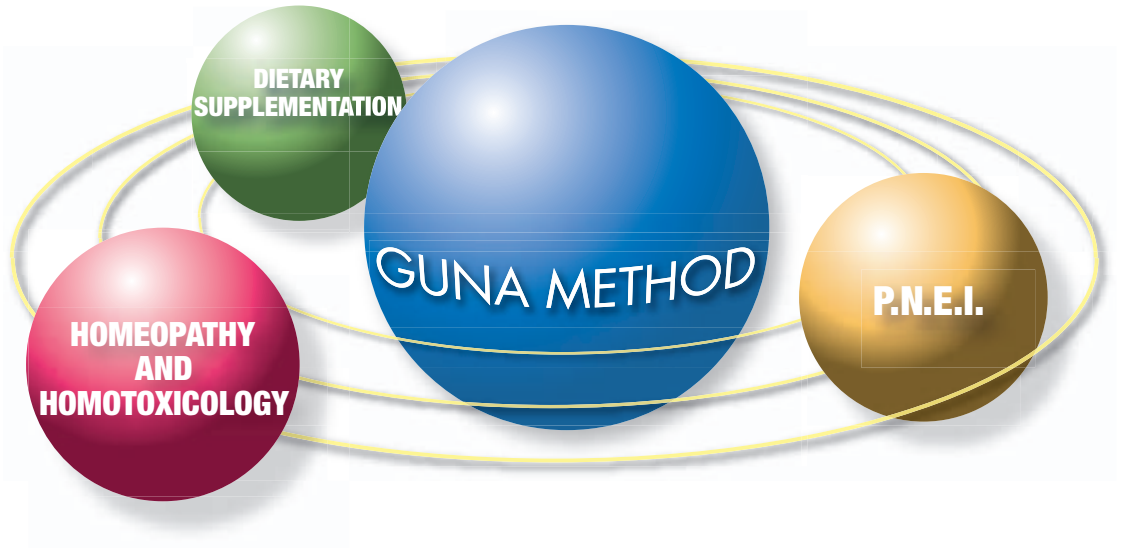 DIETARY
SUPPLEMENTATION
GUNA METHOD
P.N.E.I.
HOMEOPATHY
AND
HOMOTOXICOLOGY